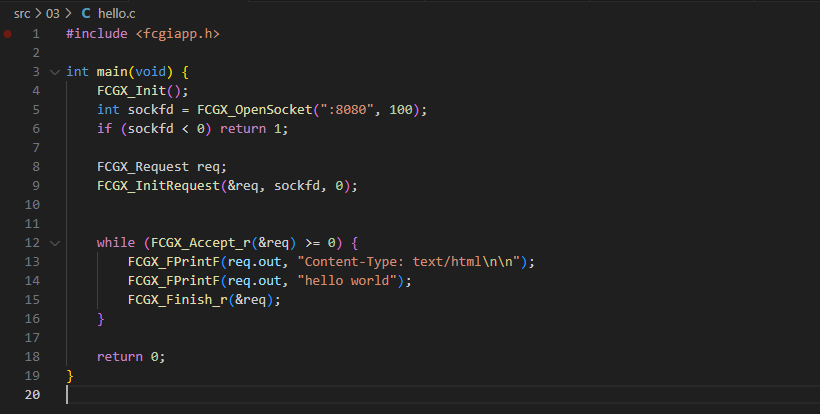 src > 03 > C hello.c
1 #include <fcgiapp.h>
2
3 int main(void) {
4     FCGX_Init();
5     int sockfd = FCGX_OpenSocket(":8080", 100);
6     if (sockfd < 0) return 1;
7
8     FCGX_Request req;
9     FCGX_InitRequest(&req, sockfd, 0);
10
11
12     while (FCGX_Accept_r(&req) >= 0) {
13         FCGX_FPrintF(req.out, "Content-Type: text/html\n\n");
14         FCGX_FPrintF(req.out, "hello world");
15         FCGX_Finish_r(&req);
16     }
17
18     return 0;
19 }
20